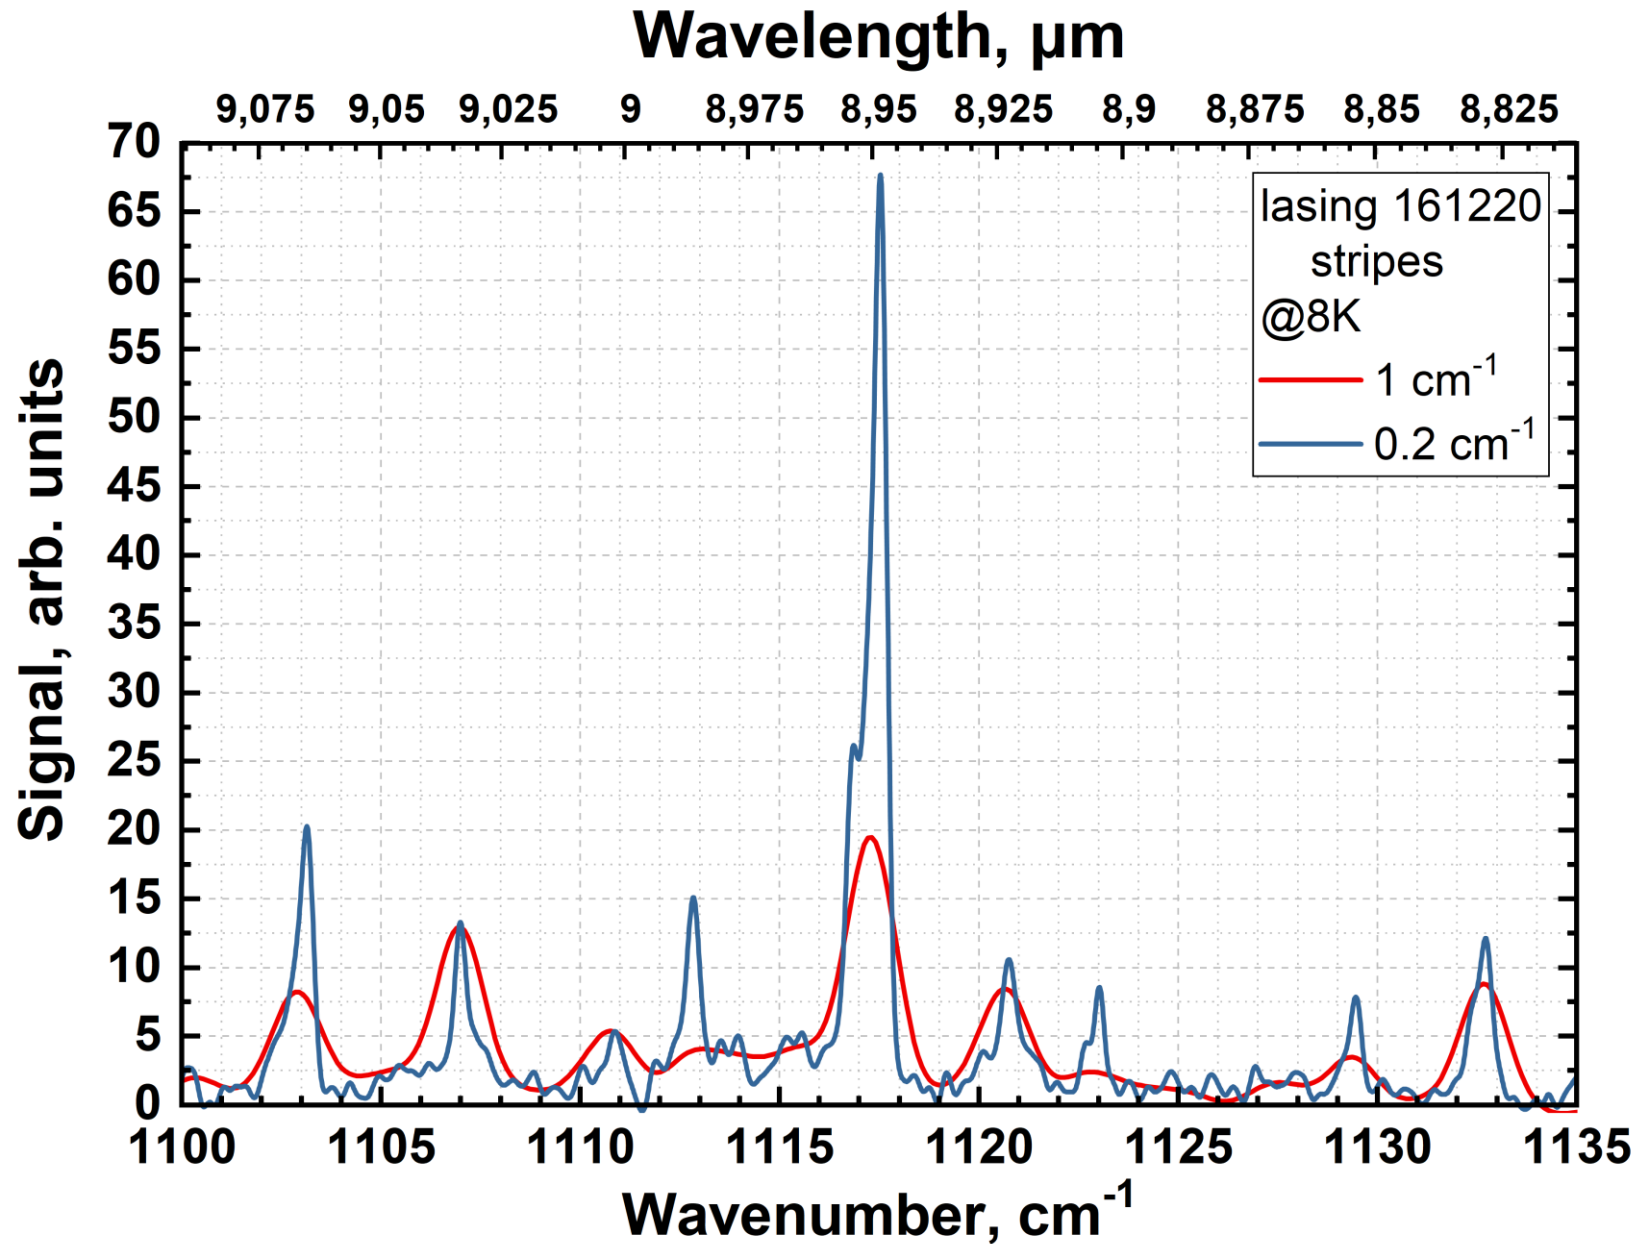 Wavelength, µm
9,075 9,05 9,025 9 8,975 8,95 8,925 8,9 8,875 8,85 8,825
70
65
60
55
50
45
40
35
30
25
20
15
10
5
0
Signal, arb. units
lasing 161220
stripes
@8K
1 cm⁻¹
0.2 cm⁻¹
1100 1105 1110 1115 1120 1125 1130 1135
Wavenumber, cm⁻¹